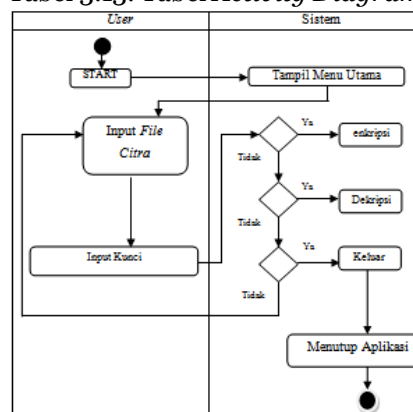 Tabel 3.13. Tabel Activity Diagram
User
Sistem
START
Tampil Menu Utama
Input File
Citra
Ya
enkripsi
Tidak
Ya
Dekripsi
Tidak
Input Kunci
Ya
Keluar
Tidak
Menutup Aplikasi